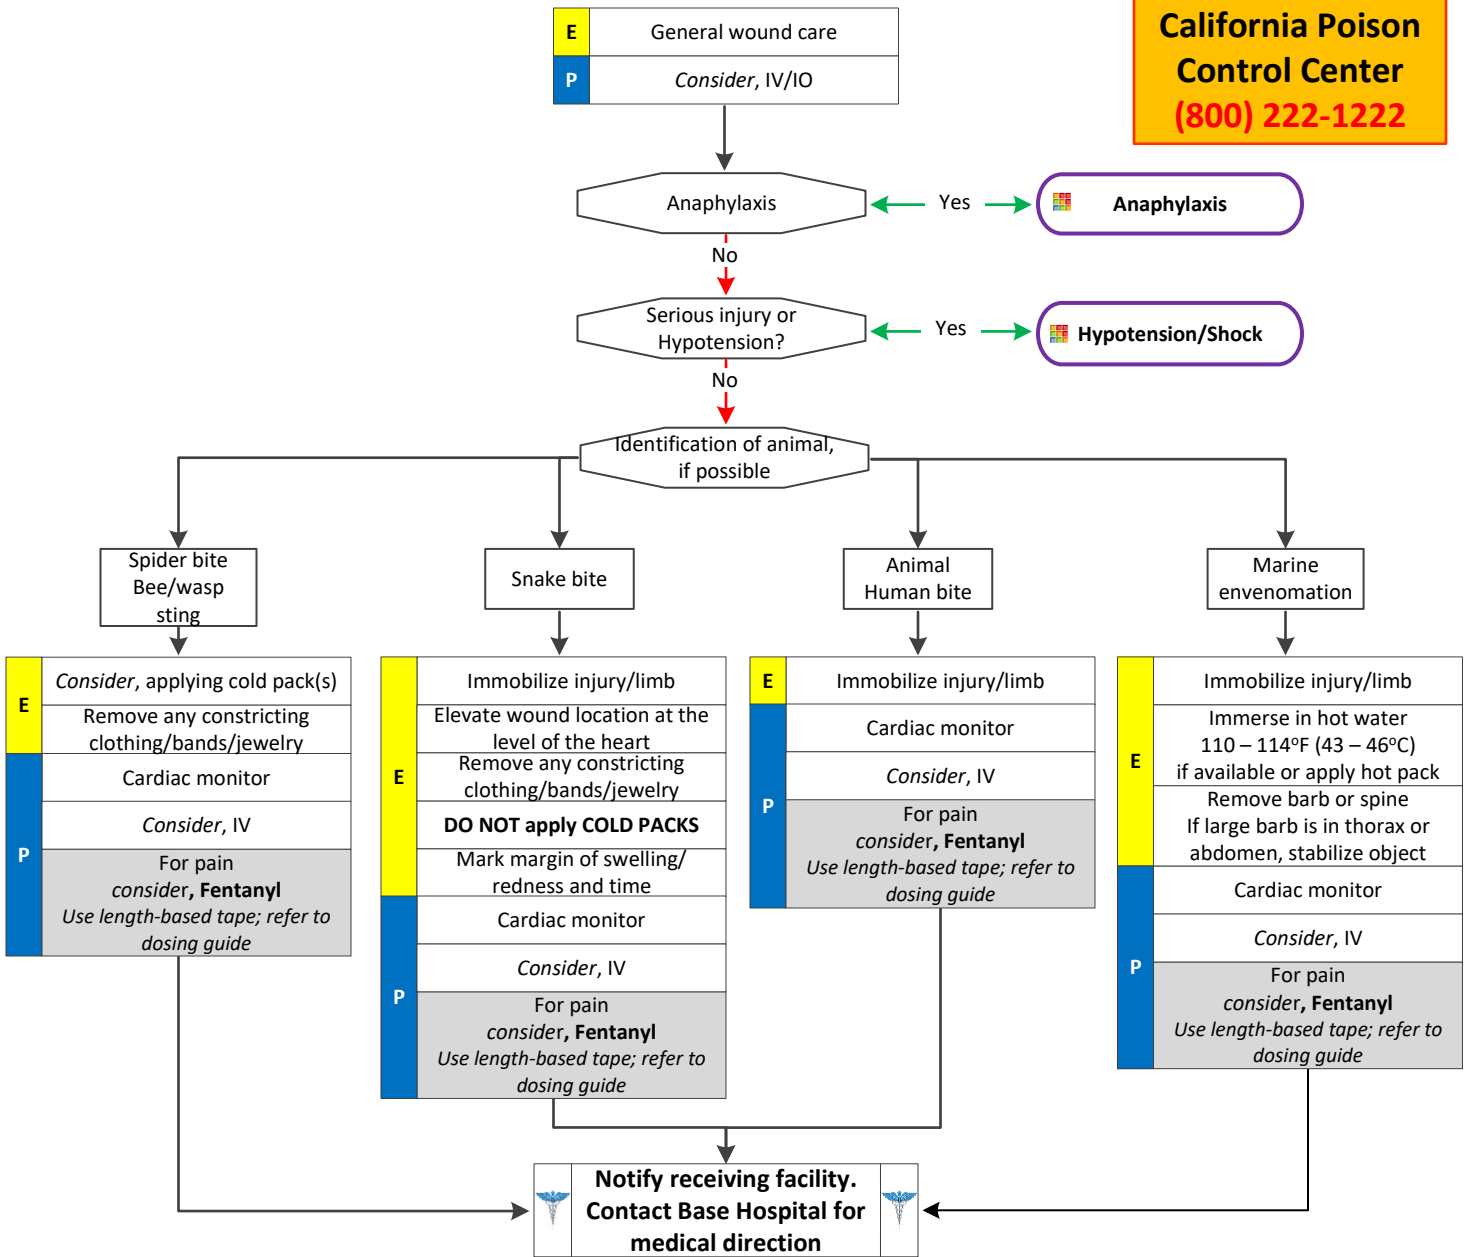 California Poison
Control Center
(800) 222-1222
E
General wound care
P
Consider, IV/IO
Anaphylaxis
Yes
Anaphylaxis
No
Serious injury or
Hypotension?
Yes
Hypotension/Shock
No
Identification of animal,
if possible
Spider bite
Bee/wasp
sting
Snake bite
Animal
Human bite
Marine
envenomation
E
Consider, applying cold pack(s)
Remove any constricting
clothing/bands/jewelry
P
Cardiac monitor
Consider, IV
For pain
consider, Fentanyl
Use length-based tape; refer to
dosing guide
E
Immobilize injury/limb
Elevate wound location at the
level of the heart
Remove any constricting
clothing/bands/jewelry
DO NOT apply COLD PACKS
Mark margin of swelling/
redness and time
P
Cardiac monitor
Consider, IV
For pain
consider, Fentanyl
Use length-based tape; refer to
dosing guide
E
Immobilize injury/limb
P
Cardiac monitor
Consider, IV
For pain
consider, Fentanyl
Use length-based tape; refer to
dosing guide
E
Immobilize injury/limb
Immerse in hot water
110 – 114°F (43 – 46°C)
if available or apply hot pack
Remove barb or spine
If large barb is in thorax or
abdomen, stabilize object
P
Cardiac monitor
Consider, IV
For pain
consider, Fentanyl
Use length-based tape; refer to
dosing guide
Notify receiving facility.
Contact Base Hospital for
medical direction